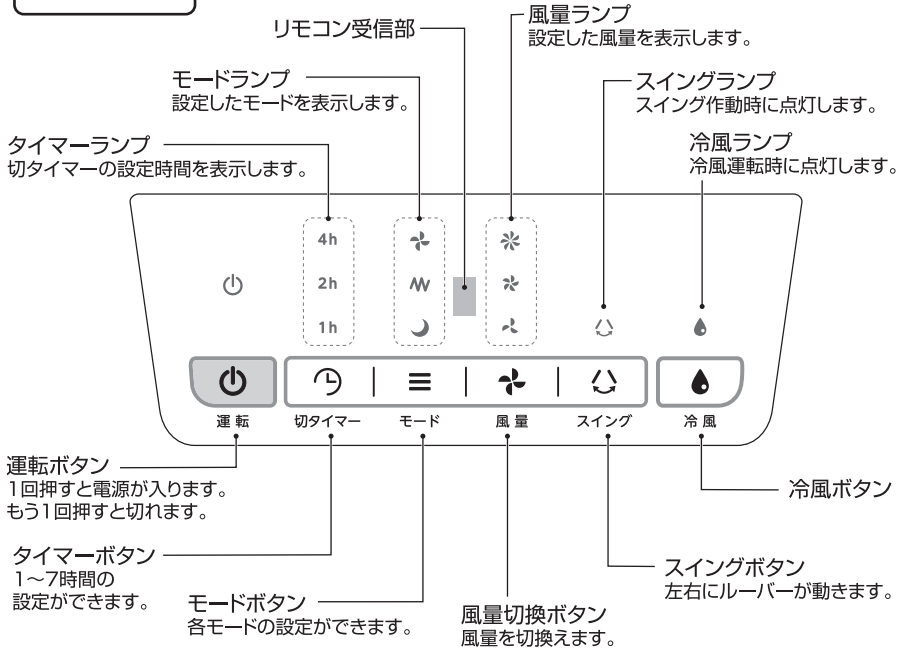 リモコン受信部
風量ランプ
設定した風量を表示します。
モードランプ
設定したモードを表示します。
スイングランプ
スイング作動時に点灯します。
タイマーランプ
切タイマーの設定時間を表示します。
冷風ランプ
冷風運転時に点灯します。
4h
2h
1h
運転
切タイマー
モード
風量
スイング
冷風
運転ボタン
1回押すと電源が入ります。
もう1回押すと切れます。
冷風ボタン
タイマーボタン
1〜7時間の
設定ができます。
モードボタン
各モードの設定ができます。
風量切換ボタン
風量を切換えます。
スイングボタン
左右にルーバーが動きます。